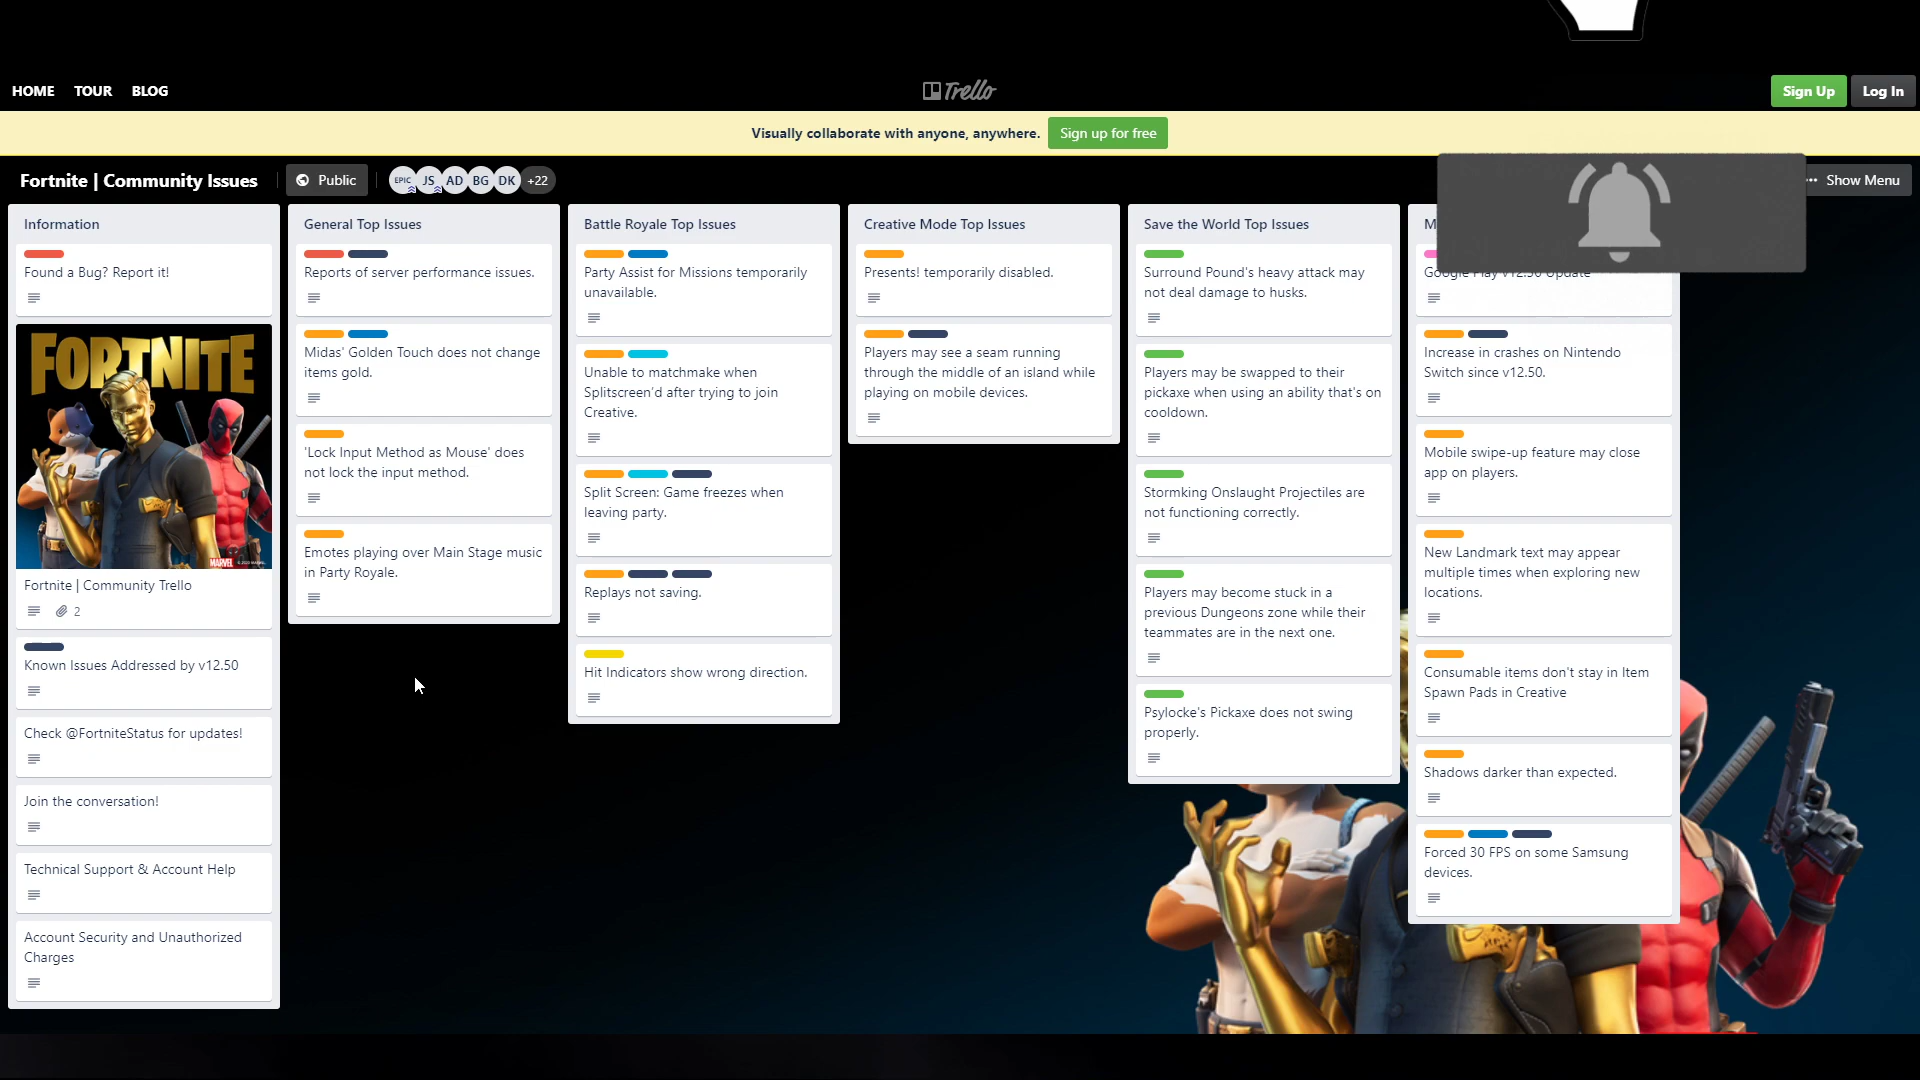 HOME TOUR BLOG
Trello
Sign Up Log In
Visually collaborate with anyone, anywhere. Sign up for free
Fortnite | Community Issues
Public
EPIC JS AD BG DK +22
Show Menu
Information
Found a Bug? Report it!
FORTNITE
MARVEL
Fortnite | Community Trello
2
Known Issues Addressed by v12.50
Check @FortniteStatus for updates!
Join the conversation!
Technical Support & Account Help
Account Security and Unauthorized
Charges
General Top Issues
Reports of server performance issues.
Midas' Golden Touch does not change
items gold.
'Lock Input Method as Mouse' does
not lock the input method.
Emotes playing over Main Stage music
in Party Royale.
Battle Royale Top Issues
Party Assist for Missions temporarily
unavailable.
Unable to matchmake when
Splitscreen'd after trying to join
Creative.
Split Screen: Game freezes when
leaving party.
Replays not saving.
Hit Indicators show wrong direction.
Creative Mode Top Issues
Presents! temporarily disabled.
Players may see a seam running
through the middle of an island while
playing on mobile devices.
Save the World Top Issues
Surround Pound's heavy attack may
not deal damage to husks.
Players may be swapped to their
pickaxe when using an ability that's on
cooldown.
Stormking Onslaught Projectiles are
not functioning correctly.
Players may become stuck in a
previous Dungeons zone while their
teammates are in the next one.
Psylocke's Pickaxe does not swing
properly.
Google Play v12.50 Update
Increase in crashes on Nintendo
Switch since v12.50.
Mobile swipe-up feature may close
app on players.
New Landmark text may appear
multiple times when exploring new
locations.
Consumable items don't stay in Item
Spawn Pads in Creative
Shadows darker than expected.
Forced 30 FPS on some Samsung
devices.